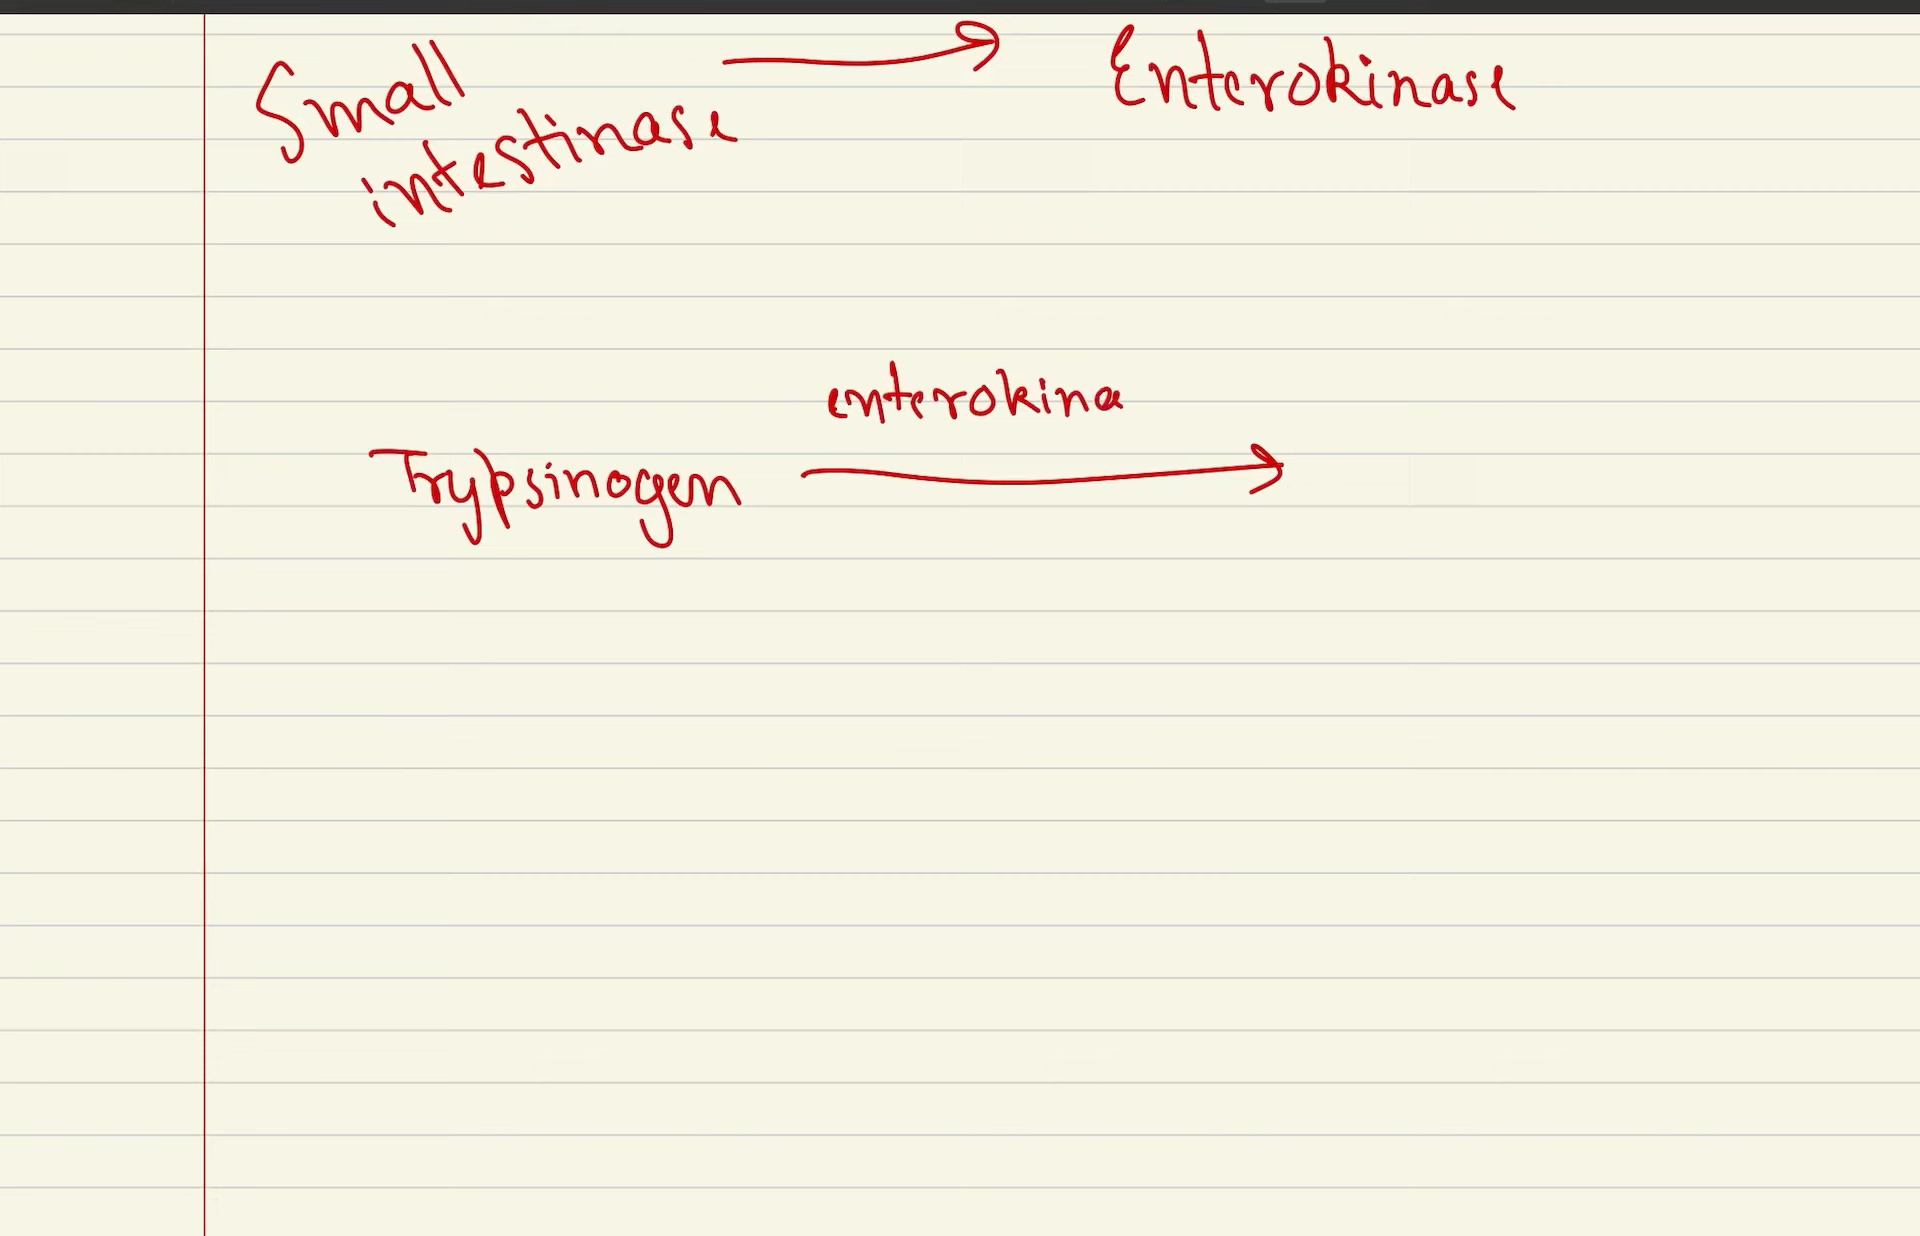 Small → Enterokinase
intestinase
enterokina
Trypsinogen →